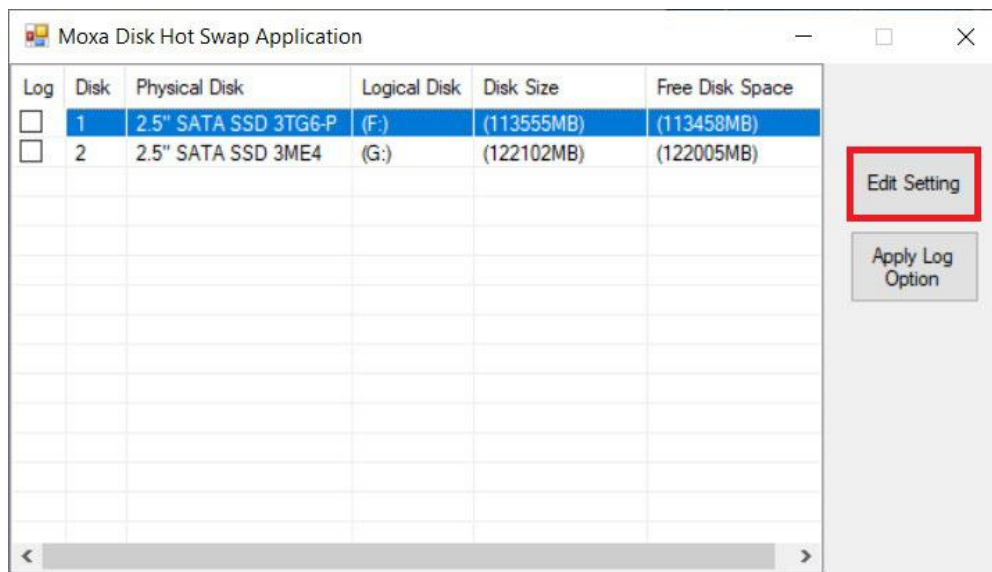 Moxa Disk Hot Swap Application
Log Disk Physical Disk Logical Disk Disk Size Free Disk Space
1 2.5" SATA SSD 3TG6-P (F:) (113555MB) (113458MB)
2 2.5" SATA SSD 3ME4 (G:) (122102MB) (122005MB)
Edit Setting
Apply Log
Option